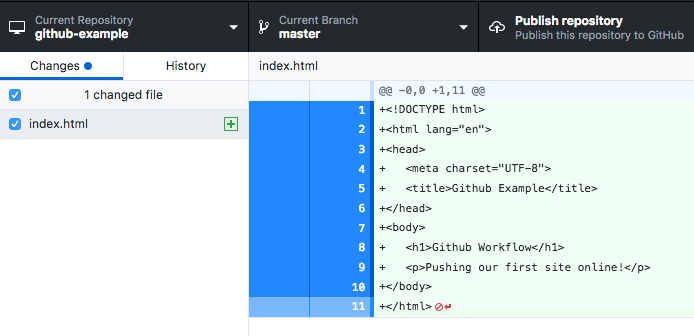 Current Repository
github-example
Current Branch
master
Publish repository
Publish this repository to GitHub
Changes
History
index.html
1 changed file
index.html
@@ -0,0 +1,11 @@
1 +<!DOCTYPE html>
2 +<html lang="en">
3 +<head>
4 +   <meta charset="UTF-8">
5 +   <title>Github Example</title>
6 +</head>
7 +<body>
8 +   <h1>Github Workflow</h1>
9 +   <p>Pushing our first site online!</p>
10 +</body>
11 +</html>